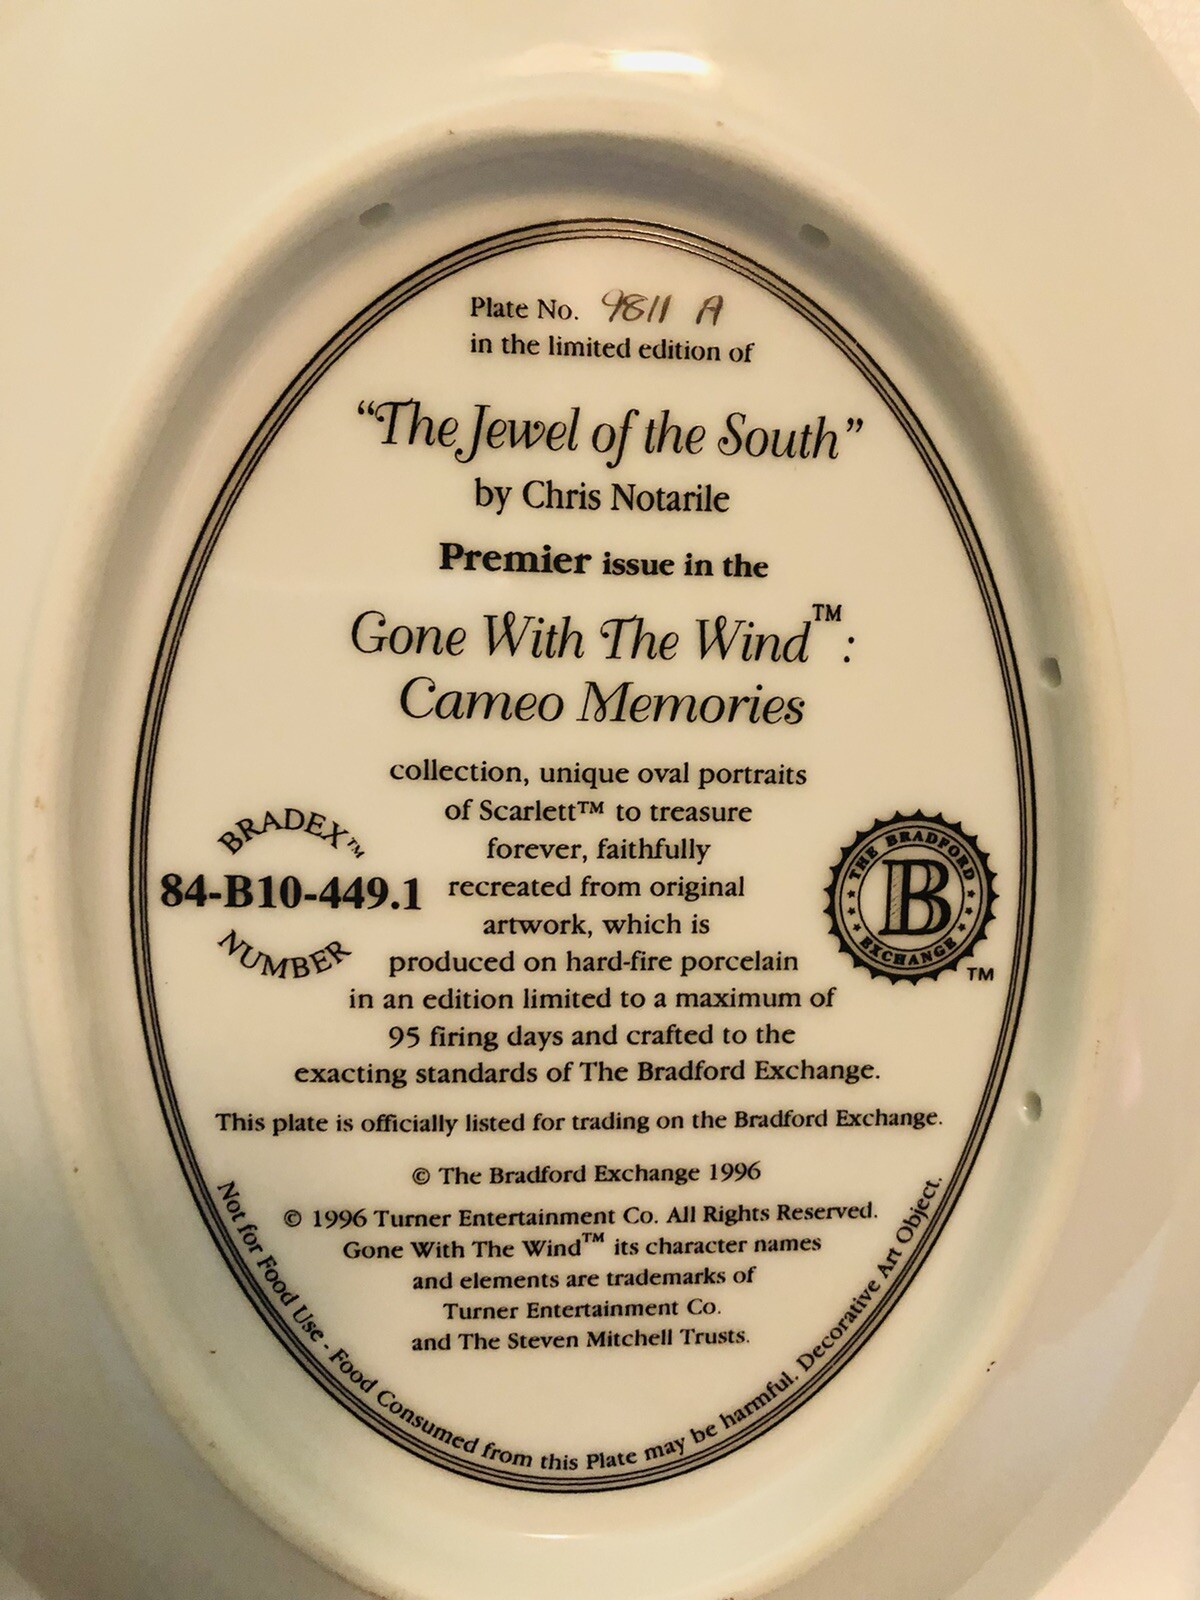 Plate No. 9811 A
in the limited edition of
“The Jewel of the South”
by Chris Notarile
Premier issue in the
Gone With The Wind™:
Cameo Memories
collection, unique oval portraits
of Scarlett™ to treasure
forever, faithfully
recreated from original
artwork, which is
produced on hard-fire porcelain
in an edition limited to a maximum of
95 firing days and crafted to the
exacting standards of The Bradford Exchange.
BRADEX™
84-B10-449.1
NUMBER
THE BRADFORD
B
EXCHANGE
TM
This plate is officially listed for trading on the Bradford Exchange.
© The Bradford Exchange 1996
© 1996 Turner Entertainment Co. All Rights Reserved.
Gone With The Wind™ its character names
and elements are trademarks of
Turner Entertainment Co.
and The Steven Mitchell Trusts.
Not for Food Use - Food Consumed from this Plate may be harmful. Decorative Art Object.